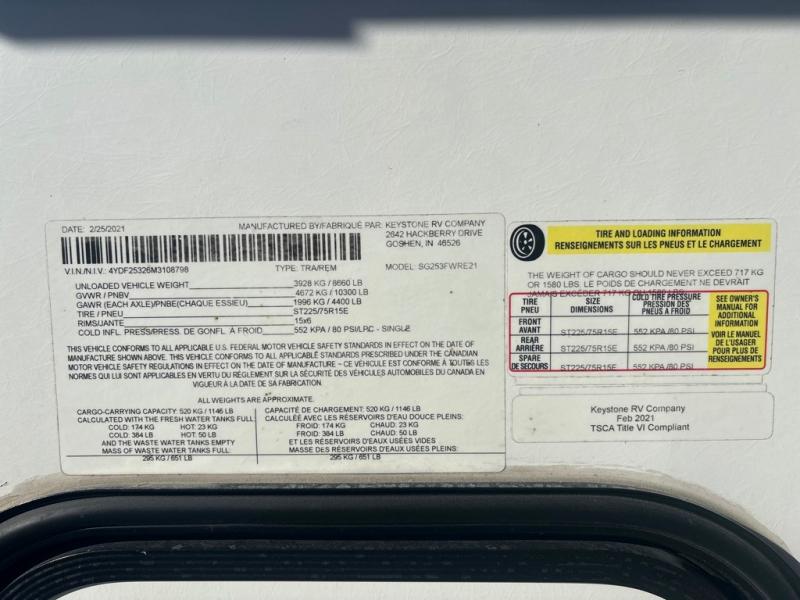 DATE: 2/25/2021 MANUFACTURED BY/FABRIQUÉ PAR: KEYSTONE RV COMPANY
2642 HACKBERRY DRIVE
GOSHEN, IN 46526
V.I.N./N.I.V.: 4YDF25326M3108798 TYPE: TRA/REM MODEL: SG253FWRE21
UNLOADED VEHICLE WEIGHT 3928 KG / 8660 LB
GVWR / PNBV 4672 KG / 10300 LB
GAWR (EACH AXLE)/PNBE(CHAQUE ESSIEU) 1996 KG / 4400 LB
TIRE / PNEU ST225/75R15E
RIMS/JANTE 15x6
COLD INFL. PRESS/PRESS. DE GONFL. À FROID 552 KPA / 80 PSI/LRC - SINGLE
THIS VEHICLE CONFORMS TO ALL APPLICABLE U.S. FEDERAL MOTOR VEHICLE SAFETY STANDARDS IN EFFECT ON THE DATE OF
MANUFACTURE SHOWN ABOVE. THIS VEHICLE CONFORMS TO ALL APPLICABLE STANDARDS PRESCRIBED UNDER THE CANADIAN
MOTOR VEHICLE SAFETY REGULATIONS IN EFFECT ON THE DATE OF MANUFACTURE ~ CE VÉHICULE EST CONFORME À TOUTES LES
NORMES QUI LUI SONT APPLICABLES EN VERTU DU RÈGLEMENT SUR LA SÉCURITÉ DES VÉHICULES AUTOMOBILES DU CANADA EN
VIGUEUR À LA DATE DE SA FABRICATION.
ALL WEIGHTS ARE APPROXIMATE.
CARGO-CARRYING CAPACITY: 520 KG / 1146 LB
CALCULATED WITH THE FRESH WATER TANKS FULL:
COLD: 174 KG HOT: 23 KG
COLD: 384 LB HOT: 50 LB
AND THE WASTE WATER TANKS EMPTY
MASS OF WASTE WATER TANKS FULL:
295 KG / 651 LB
CAPACITÉ DE CHARGEMENT: 520 KG / 1146 LB
CALCULÉE AVEC LES RÉSERVOIRS D'EAU DOUCE PLEINS:
FROID: 174 KG CHAUD: 23 KG
FROID: 384 LB CHAUD: 50 LB
ET LES RÉSERVOIRS D'EAUX USÉES VIDES
MASSE DES RÉSERVOIRS D'EAUX USÉES PLEINS:
295 KG / 651 LB
TIRE AND LOADING INFORMATION
RENSEIGNEMENTS SUR LES PNEUS ET LE CHARGEMENT
THE WEIGHT OF CARGO SHOULD NEVER EXCEED 717 KG
OR 1580 LBS. LE POIDS DE CHARGEMENT NE DEVRAIT
JAMAIS EXCÉDER 717 KG OU 1580 LBS.
TIRE PNEU SIZE DIMENSIONS COLD TIRE PRESSURE PRESSION DES PNEUS À FROID
FRONT AVANT
REAR ARRIÈRE ST225/75R15E 552 KPA /80 PSI
ST225/75R15E 552 KPA /80 PSI
SPARE DE SECOURS ST225/75R15E 552 KPA /80 PSI
SEE OWNER'S
MANUAL FOR
ADDITIONAL
INFORMATION
VOIR LE MANUEL
DE L'USAGER
POUR PLUS DE
RENSEIGNEMENTS
Keystone RV Company
Feb 2021
TSCA Title VI Compliant